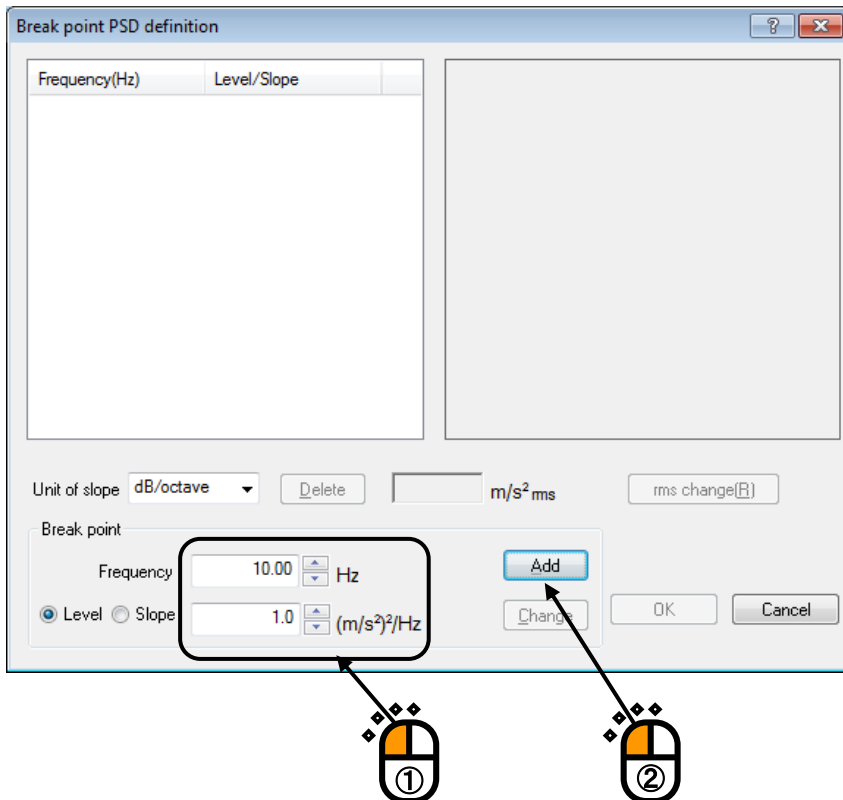 Break point PSD definition
Frequency(Hz) Level/Slope
Unit of slope dB/octave Delete m/s² rms rms change(R)
Break point
Frequency 10.00 Hz Add
Level Slope 1.0 (m/s²)²/Hz Change OK Cancel
① ②